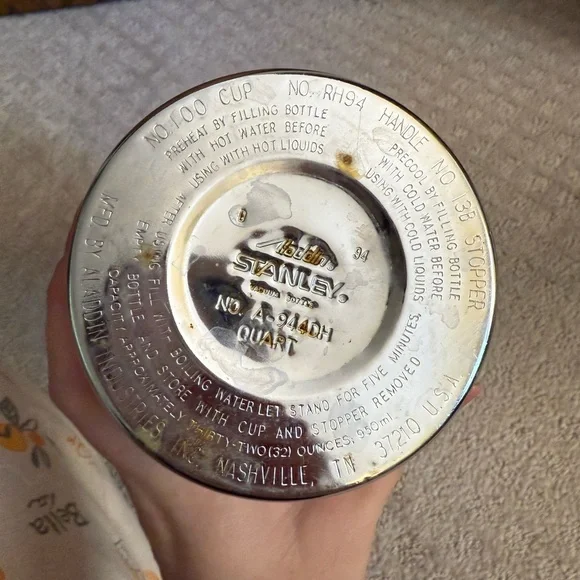 NO. 100 CUP NO. RH94 HANDLE NO. 13B STOPPER
PREHEAT BY FILLING BOTTLE
WITH HOT WATER BEFORE
USING WITH HOT LIQUIDS
PRECOOL BY FILLING BOTTLE
WITH COLD WATER BEFORE
USING WITH COLD LIQUIDS
94
Aladdin®
STANLEY®
VACUUM BOTTLE
NO. A-944DH
QUART
AFTER USING FILL WITH BOILING WATER LET STAND FOR FIVE MINUTES,
EMPTY BOTTLE AND STORE WITH CUP AND STOPPER REMOVED
CAPACITY APPROXIMATELY THIRTY-TWO (32) OUNCES, 950ml
MFD. BY ALADDIN INDUSTRIES, INC. NASHVILLE, TN 37210 U.S.A.
Bella